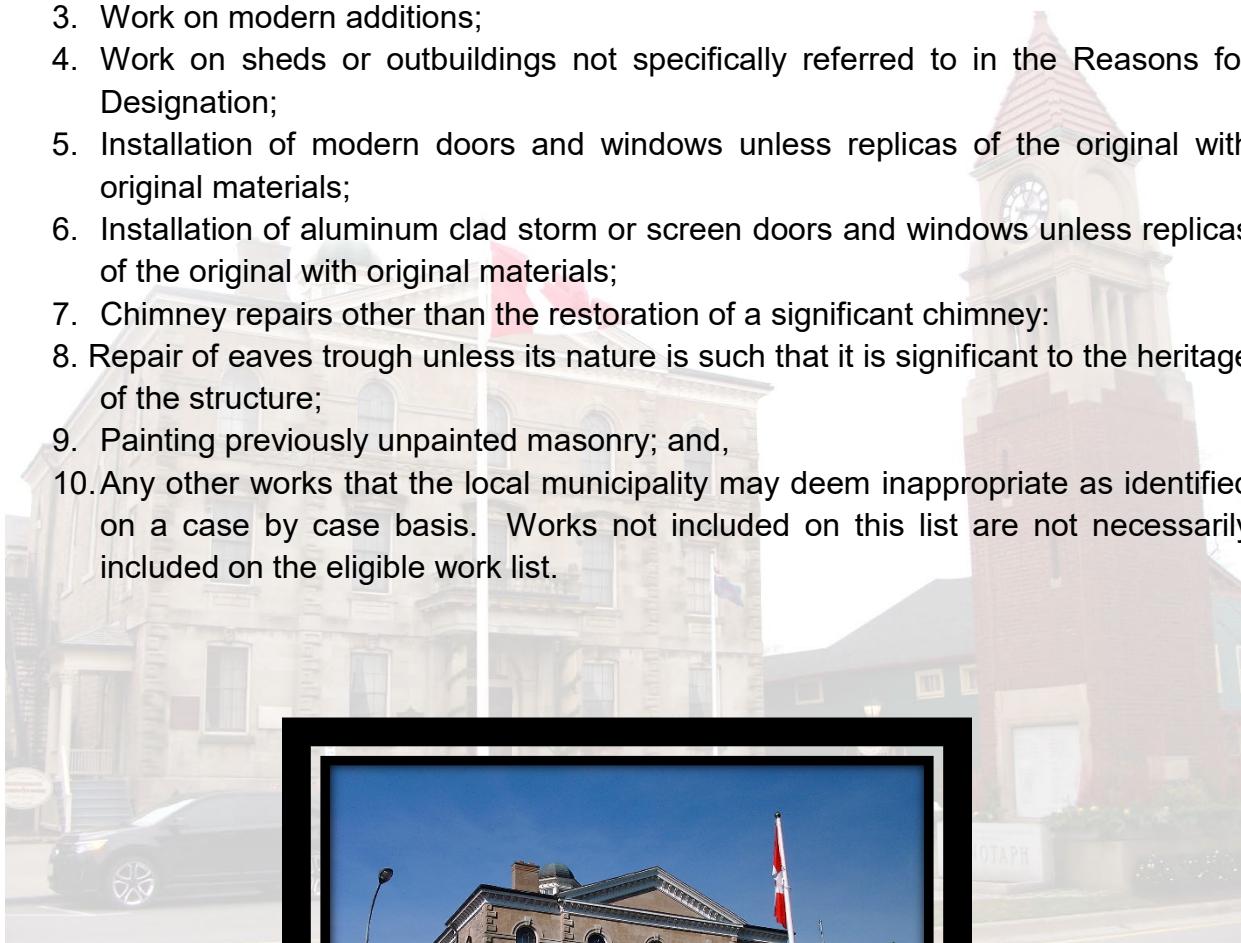 3. Work on modern additions;
4. Work on sheds or outbuildings not specifically referred to in the Reasons fo
Designation;
5. Installation of modern doors and windows unless replicas of the original with
original materials;
6. Installation of aluminum clad storm or screen doors and windows unless replicas
of the original with original materials;
7. Chimney repairs other than the restoration of a significant chimney:
8. Repair of eaves trough unless its nature is such that it is significant to the heritage
of the structure;
9. Painting previously unpainted masonry; and,
10. Any other works that the local municipality may deem inappropriate as identified
on a case by case basis. Works not included on this list are not necessarily
included on the eligible work list.
NOTAPH